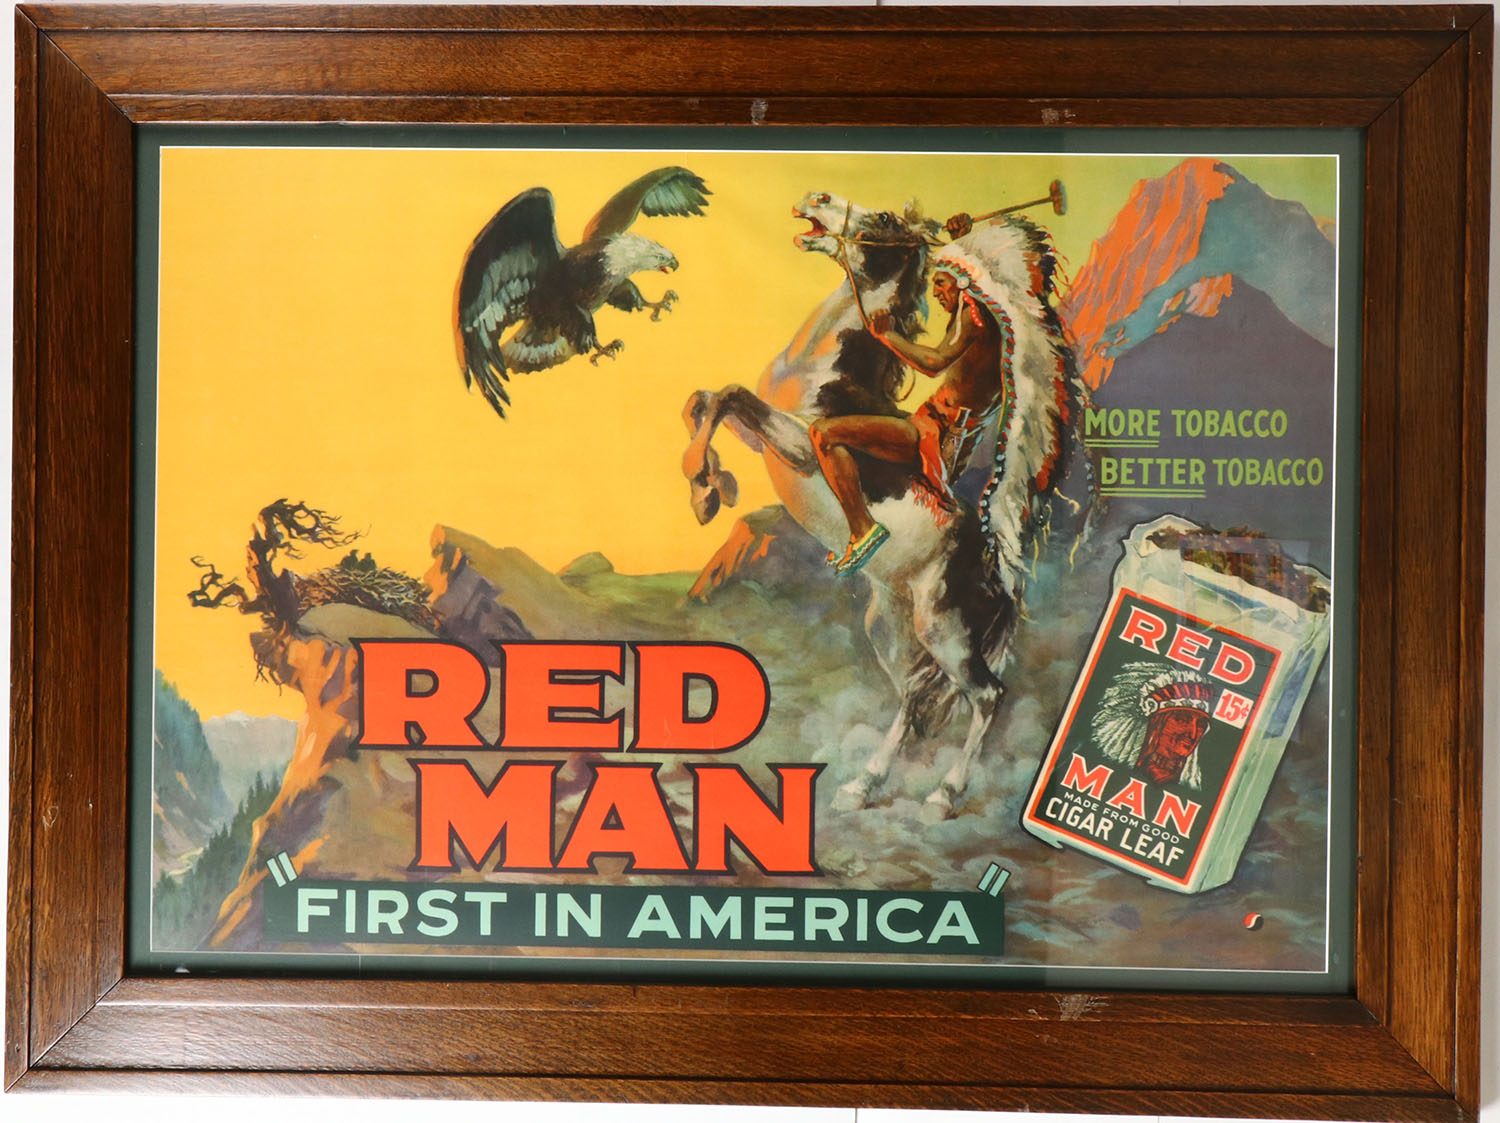 MORE TOBACCO
BETTER TOBACCO
RED
15¢
MAN
MADE FROM GOOD
CIGAR LEAF
RED
MAN
"FIRST IN AMERICA"